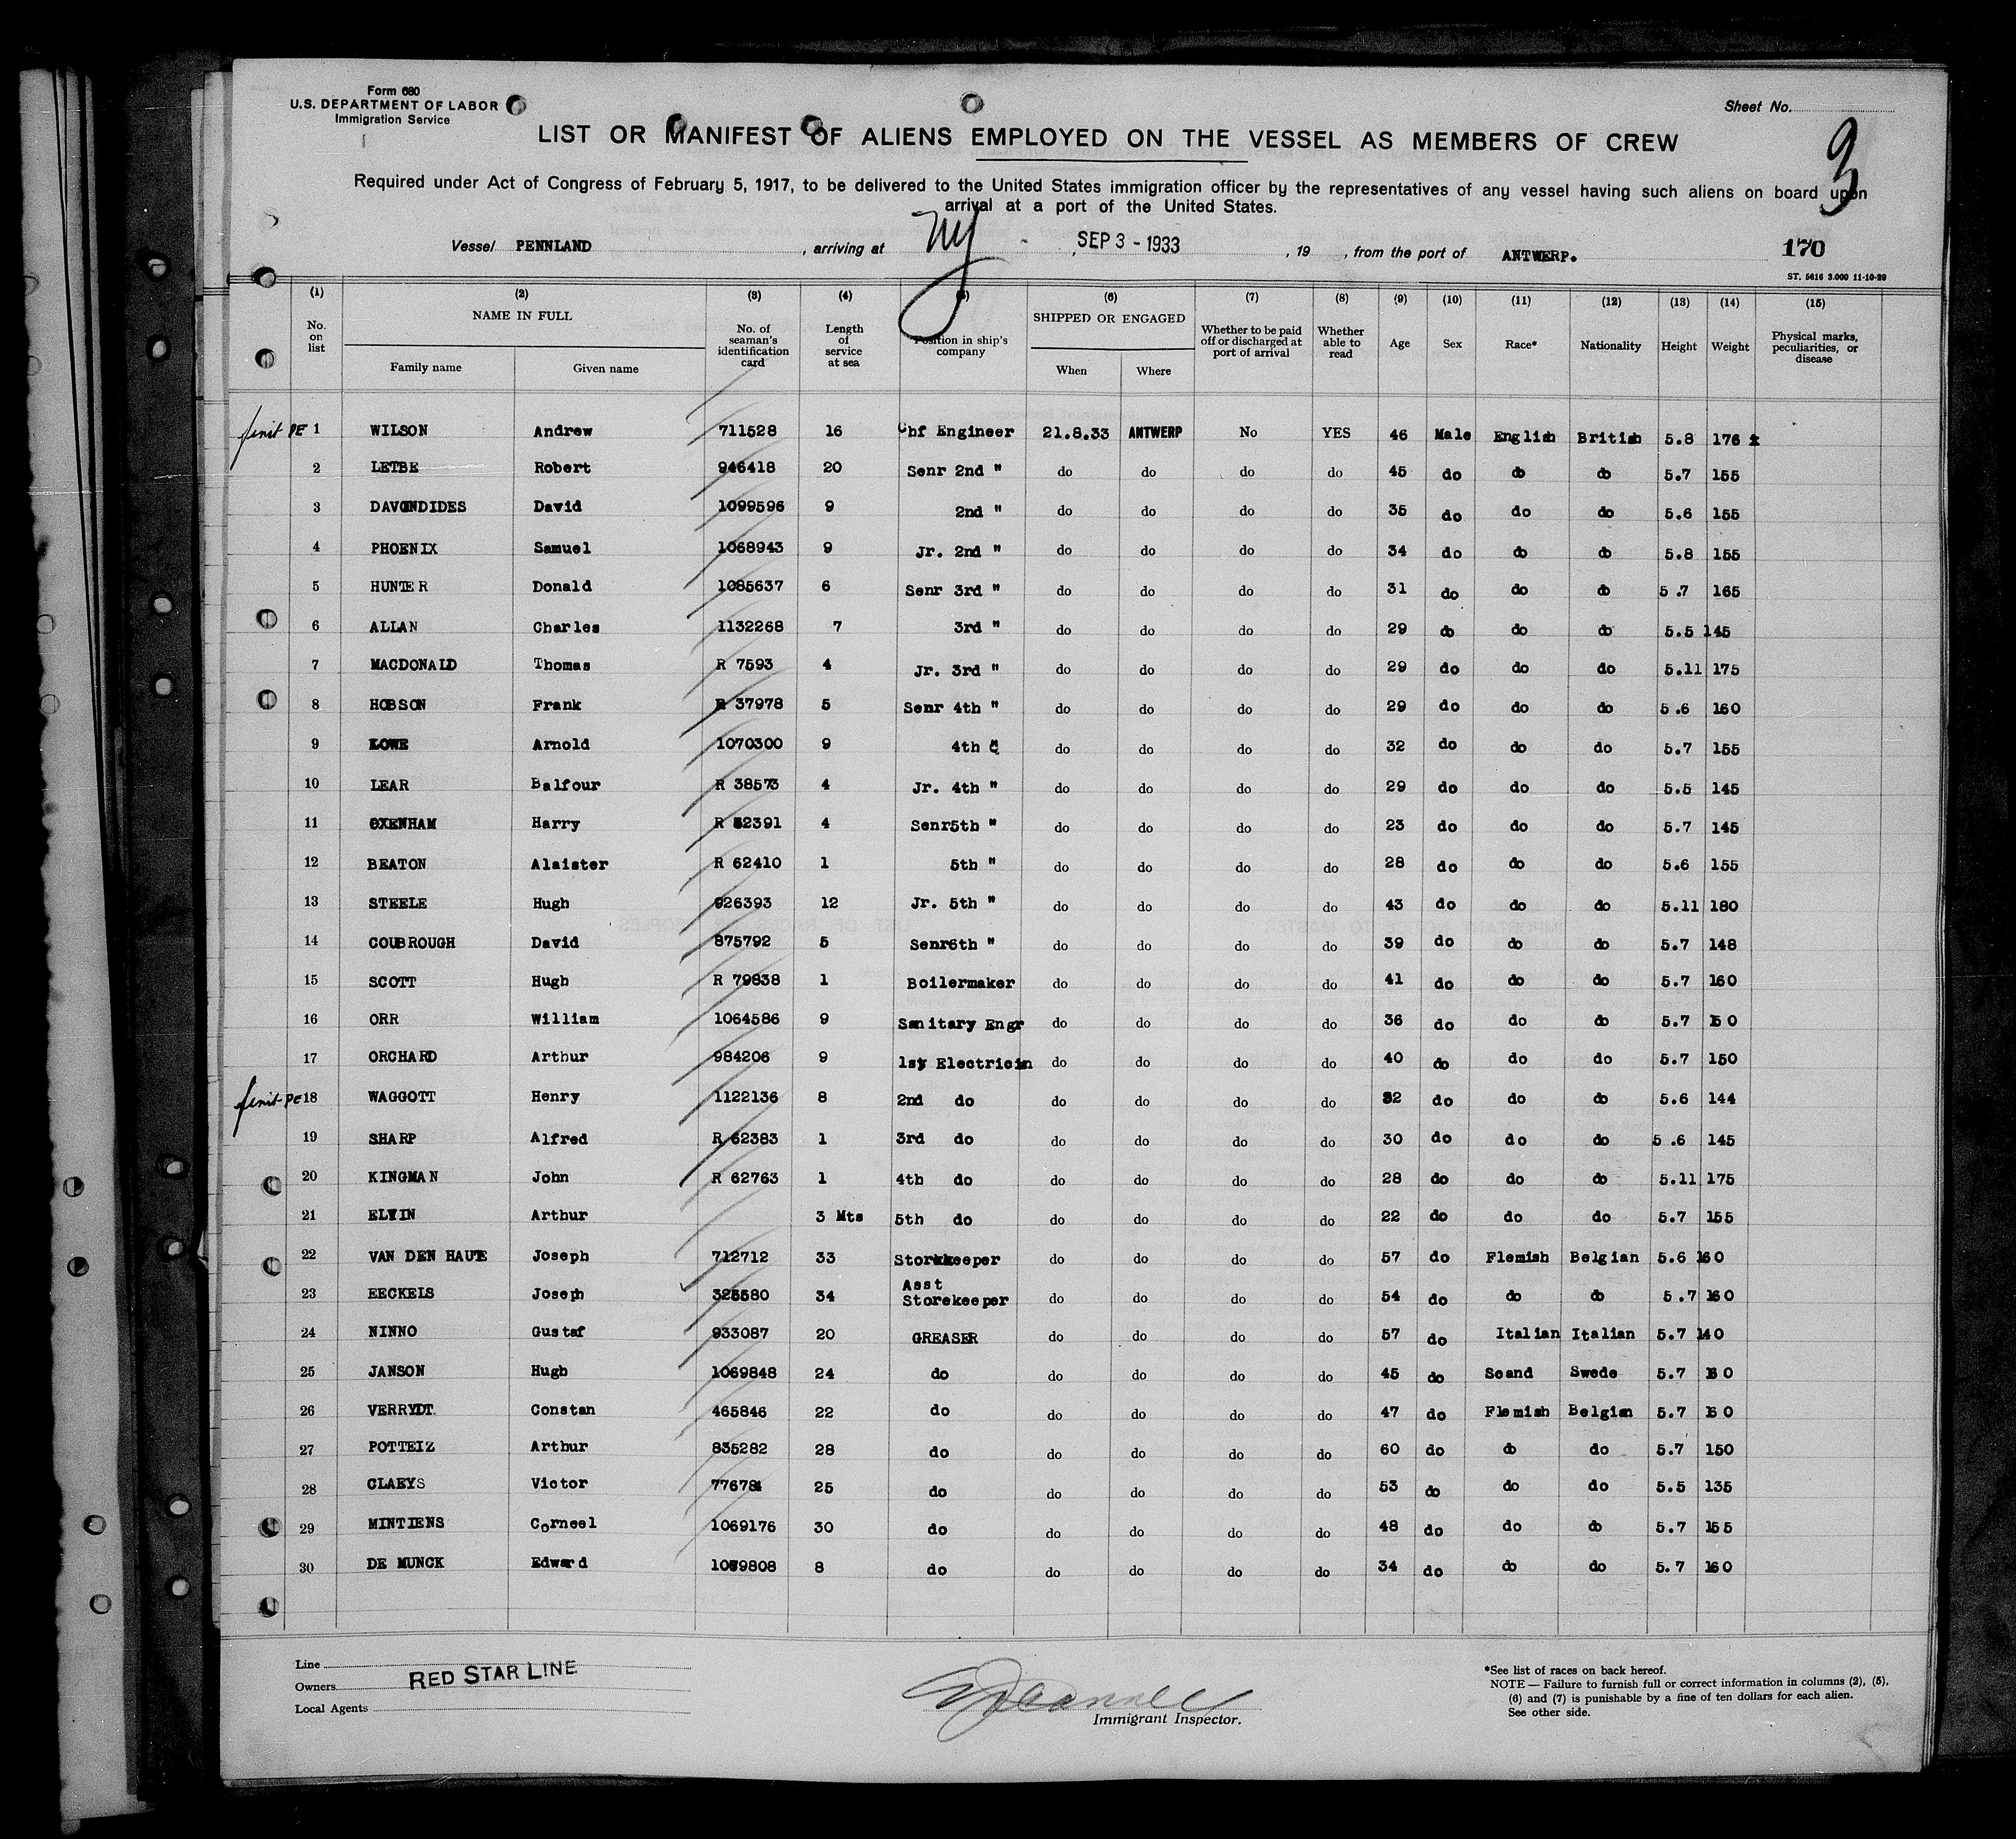 Form 680
U.S. DEPARTMENT OF LABOR
Immigration Service
Sheet No.
3
LIST OR MANIFEST OF ALIENS EMPLOYED ON THE VESSEL AS MEMBERS OF CREW
Required under Act of Congress of February 5, 1917, to be delivered to the United States immigration officer by the representatives of any vessel having such aliens on board upon
arrival at a port of the United States.
Vessel PENNLAND, arriving at NY - SEP 3 - 1933, 19 , from the port of ANTWERP. 170
ST. 5616 3.000 11-10-29
(1) (2) (3) (4) (5) (6) (7) (8) (9) (10) (11) (12) (13) (14) (15)
No. on list NAME IN FULL Family name Given name No. of seaman's identification card Length of service at sea Position in ship's company SHIPPED OR ENGAGED When Where Whether to be paid off or discharged at port of arrival Whether able to read Age Sex Race* Nationality Height Weight Physical marks, peculiarities, or disease
PE 1 WILSON Andrew 711528 16 Chf Engineer 21.8.33 ANTWERP No YES 46 Male English British 5.8 176
2 LETBE Robert 946418 20 Senr 2nd " do do do do 45 do do do 5.7 155
3 DAVONDIDES David 1099596 9 2nd " do do do do 35 do do do 5.6 155
4 PHOENIX Samuel 1068943 9 Jr. 2nd " do do do do 34 do do do 5.8 155
5 HUNTER Donald 1085637 6 Senr 3rd " do do do do 31 do do do 5.7 165
6 ALLAN Charles 1132268 7 3rd " do do do do 29 do do do 5.5 145
7 MACDONALD Thomas R 7593 4 Jr. 3rd " do do do do 29 do do do 5.11 175
8 HOBSON Frank R 37978 5 Senr 4th " do do do do 29 do do do 5.6 160
9 LOWE Arnold 1070300 9 4th " do do do do 32 do do do 5.7 155
10 LEAR Balfour R 38573 4 Jr. 4th " do do do do 29 do do do 5.5 145
11 OXENHAM Harry R 52391 4 Senr5th " do do do do 23 do do do 5.7 145
12 BEATON Alaister R 62410 1 5th " do do do do 28 do do do 5.6 155
13 STEELE Hugh 926393 12 Jr. 5th " do do do do 43 do do do 5.11 180
14 COUBROUGH David 875792 5 Senr6th " do do do do 39 do do do 5.7 148
15 SCOTT Hugh R 79838 1 Boilermaker do do do do 41 do do do 5.7 160
16 ORR William 1064586 9 Sanitary Engr do do do do 36 do do do 5.7 150
17 ORCHARD Arthur 984206 9 1sy Electricin do do do do 40 do do do 5.7 150
PE 18 WAGGOTT Henry 1122136 8 2nd do do do do do 32 do do do 5.6 144
19 SHARP Alfred R 62383 1 3rd do do do do do 30 do do do 5.6 145
20 KINGMAN John R 62763 1 4th do do do do do 28 do do do 5.11 175
21 ELVIN Arthur 3 Mts 5th do do do do do 22 do do do 5.7 155
22 VAN DEN HAUTE Joseph 712712 33 Storekeeper do do do do 57 do Flemish Belgian 5.6 160
23 EECKELS Joseph 325580 34 Asst Storekeeper do do do do 54 do do do 5.7 160
24 NINNO Gustaf 933087 20 GREASER do do do do 57 do Italian Italian 5.7 140
25 JANSON Hugh 1069848 24 do do do do do 45 do Scand Swede 5.7 160
26 VERRYDT. Constan 465846 22 do do do do do 47 do Flemish Belgian 5.7 150
27 POTTEIZ Arthur 835282 28 do do do do do 60 do do do 5.7 150
28 CLAEYS Victor 776784 25 do do do do do 53 do do do 5.5 135
29 MINTIENS Corneel 1069176 30 do do do do do 48 do do do 5.7 155
30 DE MUNCK Edward 1079808 8 do do do do do 34 do do do 5.7 160
Line
Owners RED STAR LINE
Local Agents
Immigrant Inspector.
*See list of races on back hereof.
NOTE — Failure to furnish full or correct information in columns (2), (5),
(6) and (7) is punishable by a fine of ten dollars for each alien.
See other side.